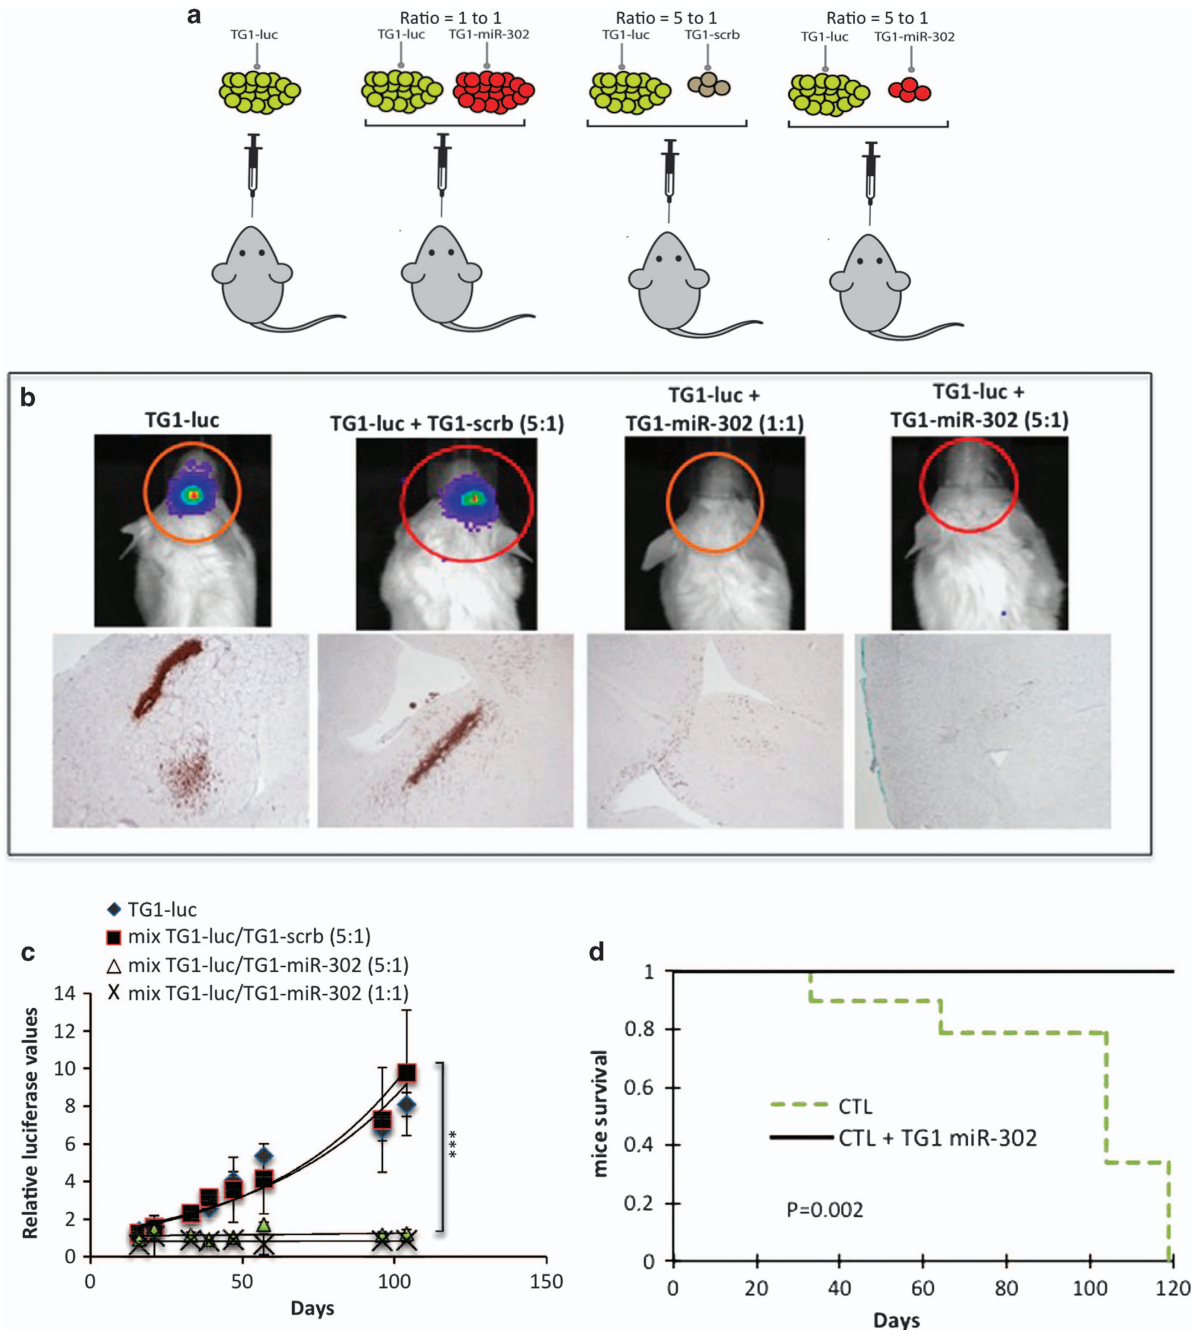 a
Ratio = 1 to 1
Ratio = 5 to 1
Ratio = 5 to 1
TG1-luc
TG1-luc
TG1-miR-302
TG1-luc
TG1-scrb
TG1-luc
TG1-miR-302
b
TG1-luc
TG1-luc + TG1-scrb (5:1)
TG1-luc +
TG1-miR-302 (1:1)
TG1-luc +
TG1-miR-302 (5:1)
c
TG1-luc
mix TG1-luc/TG1-scrb (5:1)
mix TG1-luc/TG1-miR-302 (5:1)
mix TG1-luc/TG1-miR-302 (1:1)
Relative luciferase values
14
12
10
8
6
4
2
0
0
50
100
150
Days
***
d
mice survival
1
0.8
0.6
0.4
0.2
0
CTL
CTL + TG1 miR-302
P=0.002
0
20
40
60
80
100
120
Days